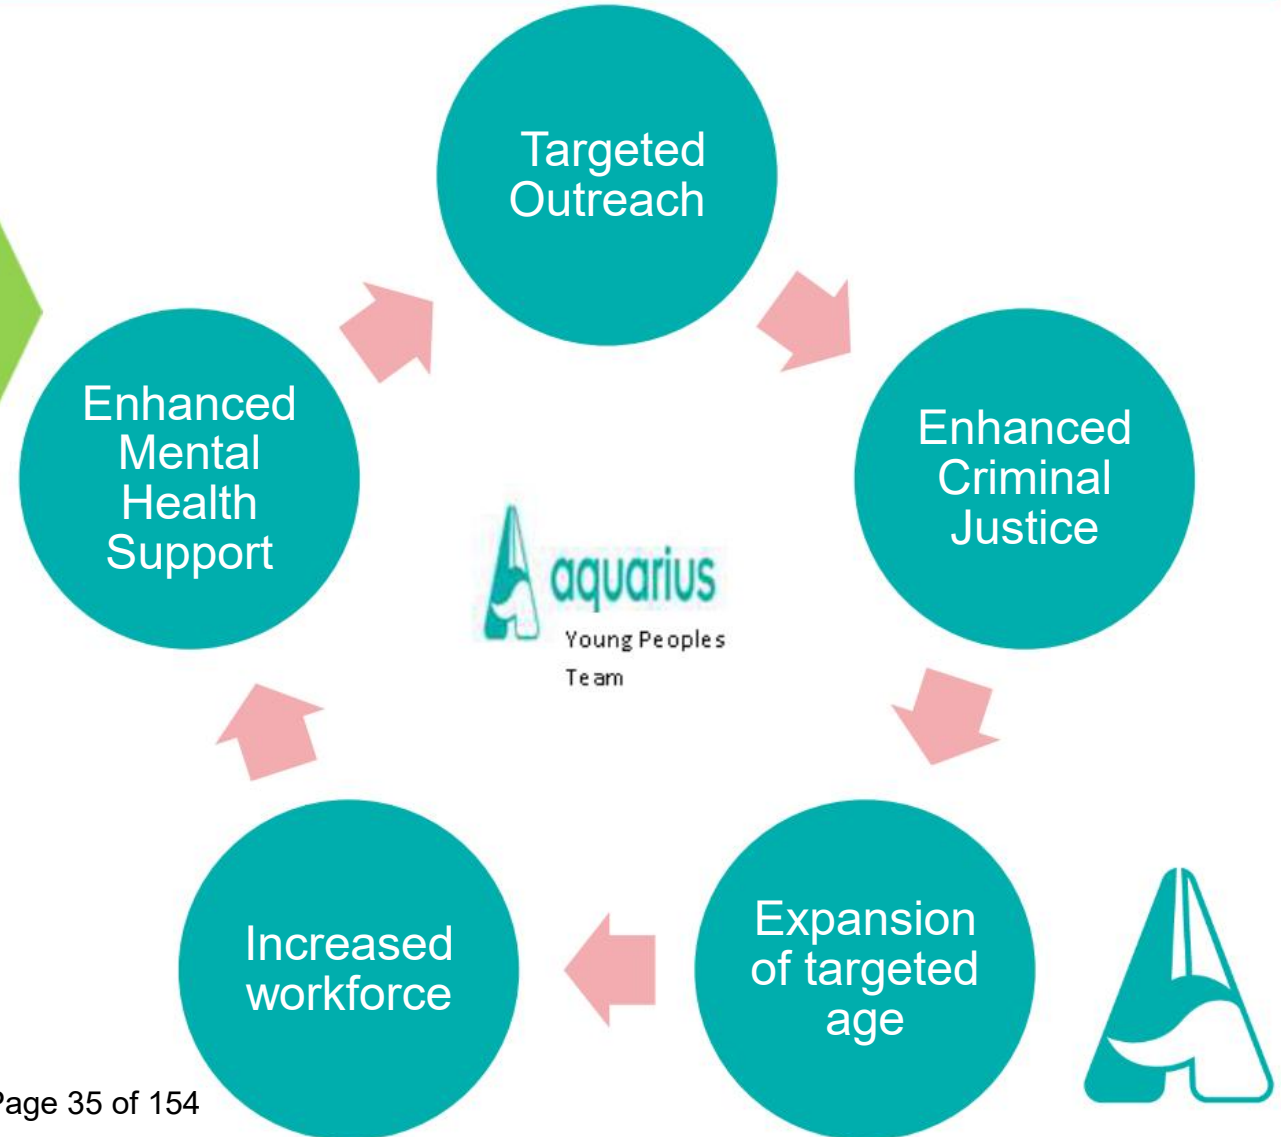 Targeted
Outreach
Enhanced
Criminal
Justice
Expansion
of targeted
age
Increased
workforce
Enhanced
Mental
Health
Support
aquarius
Young Peoples
Team
Page 35 of 154